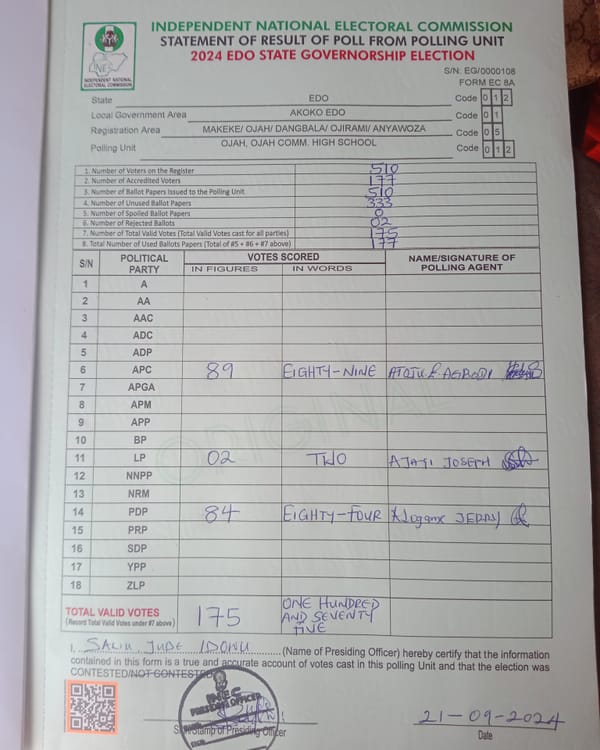 INDEPENDENT NATIONAL ELECTORAL COMMISSION
STATEMENT OF RESULT OF POLL FROM POLLING UNIT
2024 EDO STATE GOVERNORSHIP ELECTION
INDEPENDENT NATIONAL
ELECTORAL COMMISSION
S/N: EG/0000108
FORM EC 8A
State EDO Code 0 1 2
Local Government Area AKOKO EDO Code 0 1
Registration Area MAKEKE/ OJAH/ DANGBALA/ OJIRAMI/ ANYAWOZA Code 0 5
Polling Unit OJAH, OJAH COMM. HIGH SCHOOL Code 0 1 2
1. Number of Voters on the Register 510
2. Number of Accredited Voters 177
3. Number of Ballot Papers Issued to the Polling Unit 510
4. Number of Unused Ballot Papers 333
5. Number of Spoiled Ballot Papers 0
6. Number of Rejected Ballots 02
7. Number of Total Valid Votes (Total Valid Votes cast for all parties) 175
8. Total Number of Used Ballots Papers (Total of #5 + #6 + #7 above) 177
S/N POLITICAL PARTY VOTES SCORED NAME/SIGNATURE OF POLLING AGENT
IN FIGURES IN WORDS
1 A
2 AA
3 AAC
4 ADC
5 ADP
6 APC 89 EIGHTY-NINE
7 APGA
8 APM
9 APP
10 BP
11 LP 02 TWO AJAYI JOSEPH
12 NNPP
13 NRM
14 PDP 84 EIGHTY-FOUR
15 PRP
16 SDP
17 YPP
18 ZLP
ORIGINAL
TOTAL VALID VOTES 175 ONE HUNDRED AND SEVENTY FIVE
(Record Total Valid Votes under #7 above)
I, SALIU JUDE IDONU (Name of Presiding Officer) hereby certify that the information
contained in this form is a true and accurate account of votes cast in this polling Unit and that the election was
CONTESTED/NOT CONTESTED
INEC
PRESIDING OFFICER
Sign/Stamp of Presiding Officer
21-09-2024
Date